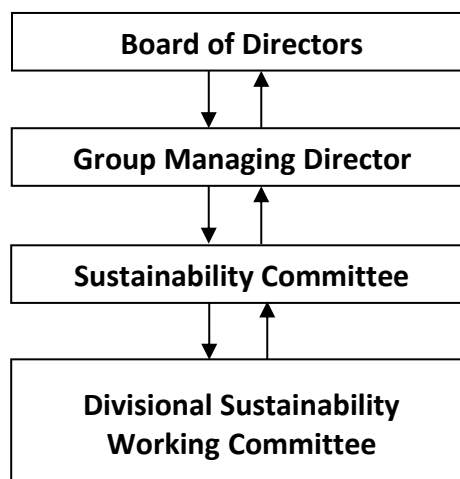 Board of Directors
Group Managing Director
Sustainability Committee
Divisional Sustainability
Working Committee